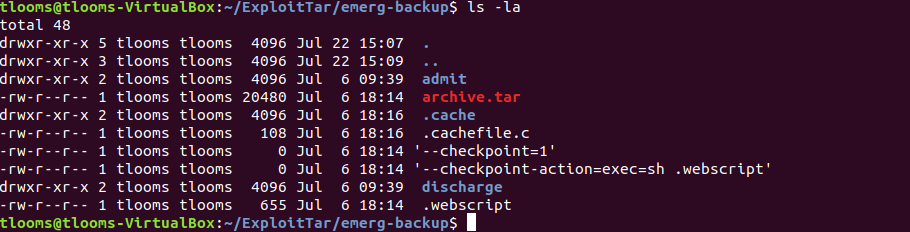 tlooms@tlooms-VirtualBox:~/ExploitTar/emerg-backup$ ls -la
total 48
drwxr-xr-x 5 tlooms tlooms  4096 Jul 22 15:07  .
drwxr-xr-x 3 tlooms tlooms  4096 Jul 22 15:09  ..
drwxr-xr-x 2 tlooms tlooms  4096 Jul  6 09:39  admit
-rw-r--r-- 1 tlooms tlooms 20480 Jul  6 18:14  archive.tar
drwxr-xr-x 2 tlooms tlooms  4096 Jul  6 18:16  .cache
-rw-r--r-- 1 tlooms tlooms   108 Jul  6 18:16  .cachefile.c
-rw-r--r-- 1 tlooms tlooms     0 Jul  6 18:14 '--checkpoint=1'
-rw-r--r-- 1 tlooms tlooms     0 Jul  6 18:14 '--checkpoint-action=exec=sh .webscript'
drwxr-xr-x 2 tlooms tlooms  4096 Jul  6 09:39  discharge
-rw-r--r-- 1 tlooms tlooms   655 Jul  6 18:14  .webscript
tlooms@tlooms-VirtualBox:~/ExploitTar/emerg-backup$